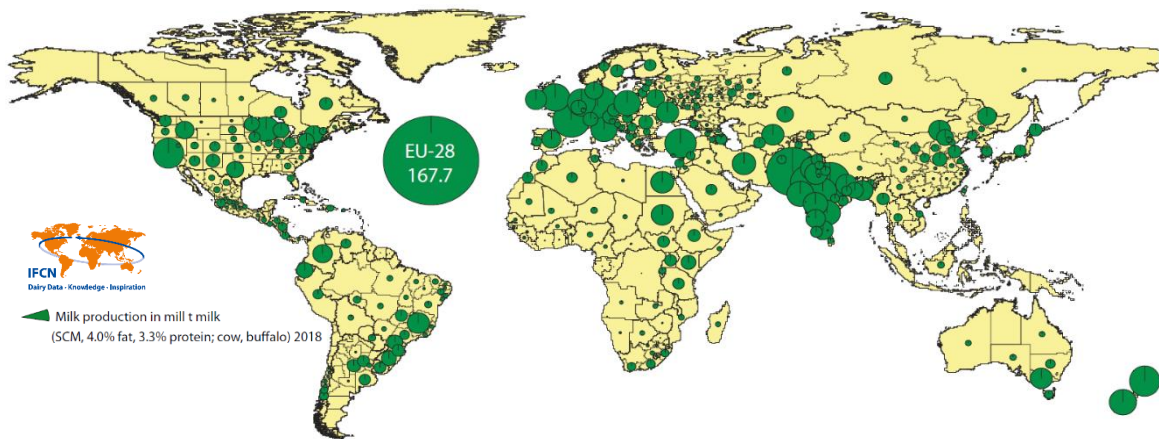 EU-28
167.7
IFCN
Dairy Data · Knowledge · Inspiration
Milk production in mill t milk
(SCM, 4.0% fat, 3.3% protein; cow, buffalo) 2018